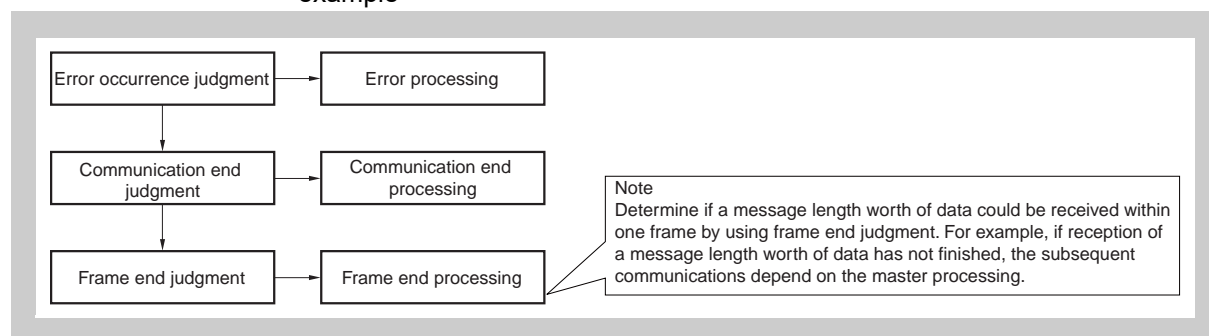 example
Error occurrence judgment
Error processing
Communication end
judgment
Communication end
processing
Frame end judgment
Frame end processing
Note
Determine if a message length worth of data could be received within
one frame by using frame end judgment. For example, if reception of
a message length worth of data has not finished, the subsequent
communications depend on the master processing.